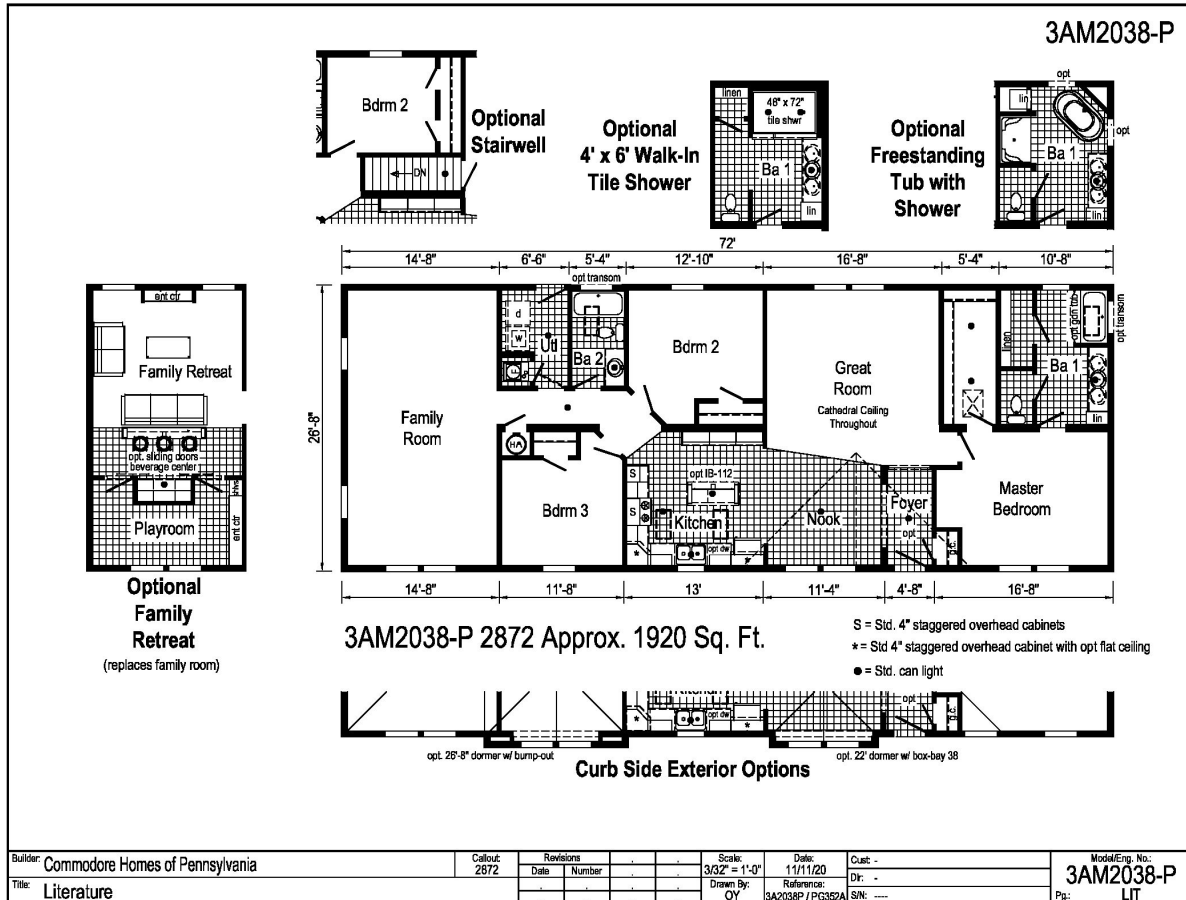 3AM2038-P
Bdrm 2
DN
Optional
Stairwell
Optional
4' x 6' Walk-In
Tile Shower
linen
48" x 72"
tile shwr
Ba 1
lin
Optional
Freestanding
Tub with
Shower
opt
lin
opt
Ba 1
lin
72'
14'-8" 6'-6" 5'-4" 12'-10" 16'-8" 5'-4" 10'-8"
opt transom
ent ctr
Family Retreat
opt. sliding doors
beverage center
shvs
Playroom
ent ctr
Optional
Family
Retreat
(replaces family room)
26'-8"
Family
Room
d
w
Utl
Ba 2
Bdrm 2
Great
Room
Cathedral Ceiling
Throughout
linen
opt gdn tub
opt transom
Ba 1
lin
Bdrm 3
S
S
*
opt IB-112
Kitchen
opt dw
*
Nook
Foyer
opt
g.c.
Master
Bedroom
14'-8" 11'-8" 13' 11'-4" 4'-8" 16'-8"
3AM2038-P 2872 Approx. 1920 Sq. Ft.
S = Std. 4" staggered overhead cabinets
* = Std 4" staggered overhead cabinet with opt flat ceiling
● = Std. can light
Kitchen
*
opt dw
*
opt
g.c.
opt. 26'-8" dormer w/ bump-out
opt. 22' dormer w/ box-bay 38
Curb Side Exterior Options
Builder: Commodore Homes of Pennsylvania
Title: Literature
Callout:
2872
Revisions
Date Number
Scale:
3/32" = 1'-0"
Drawn By:
OY
Date:
11/11/20
Reference:
3A2038P / PG352A
Cust: -
Dir: -
S/N: ----
Model/Eng. No.:
3AM2038-P
Pg.: LIT